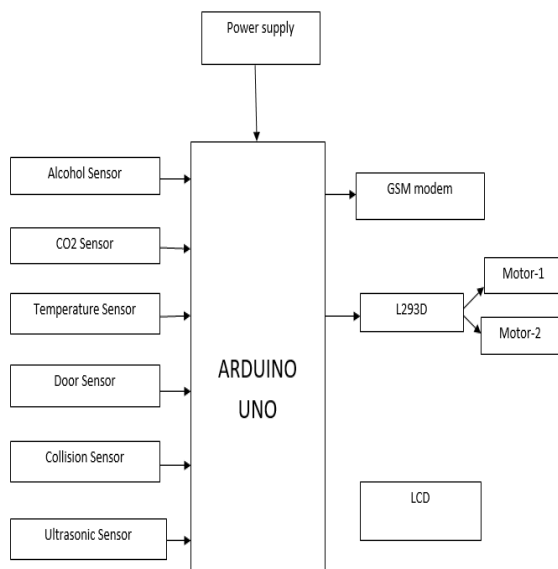 Power supply
Alcohol Sensor
GSM modem
CO2 Sensor
Motor-1
Temperature Sensor
L293D
Motor-2
ARDUINO
UNO
Door Sensor
Collision Sensor
LCD
Ultrasonic Sensor